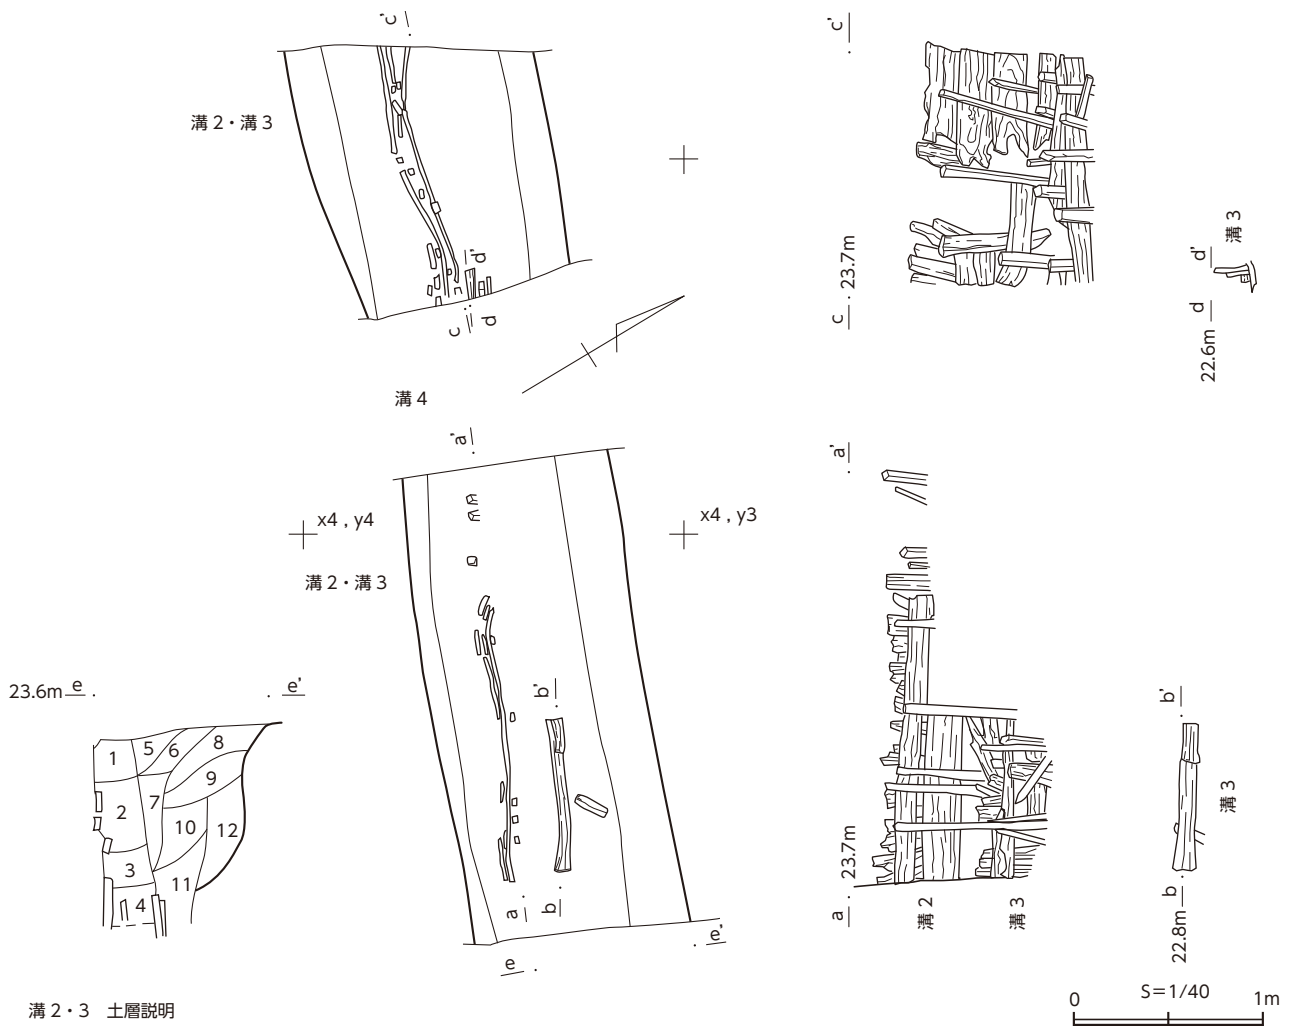 c'
c'
溝 2・溝 3
d'
c
d
溝 4
c
23.7m
溝 3
d'
d
22.6m
a'
a'
x4 , y4
x4 , y3
溝 2・溝 3
23.6m
e
e'
b'
b'
1
5
6
8
9
2
7
10
12
3
11
4
溝 3
a
b
23.7m
a
溝 2
溝 3
b
22.8m
e'
e
溝 2・3　土層説明
S＝1/40
0
1m